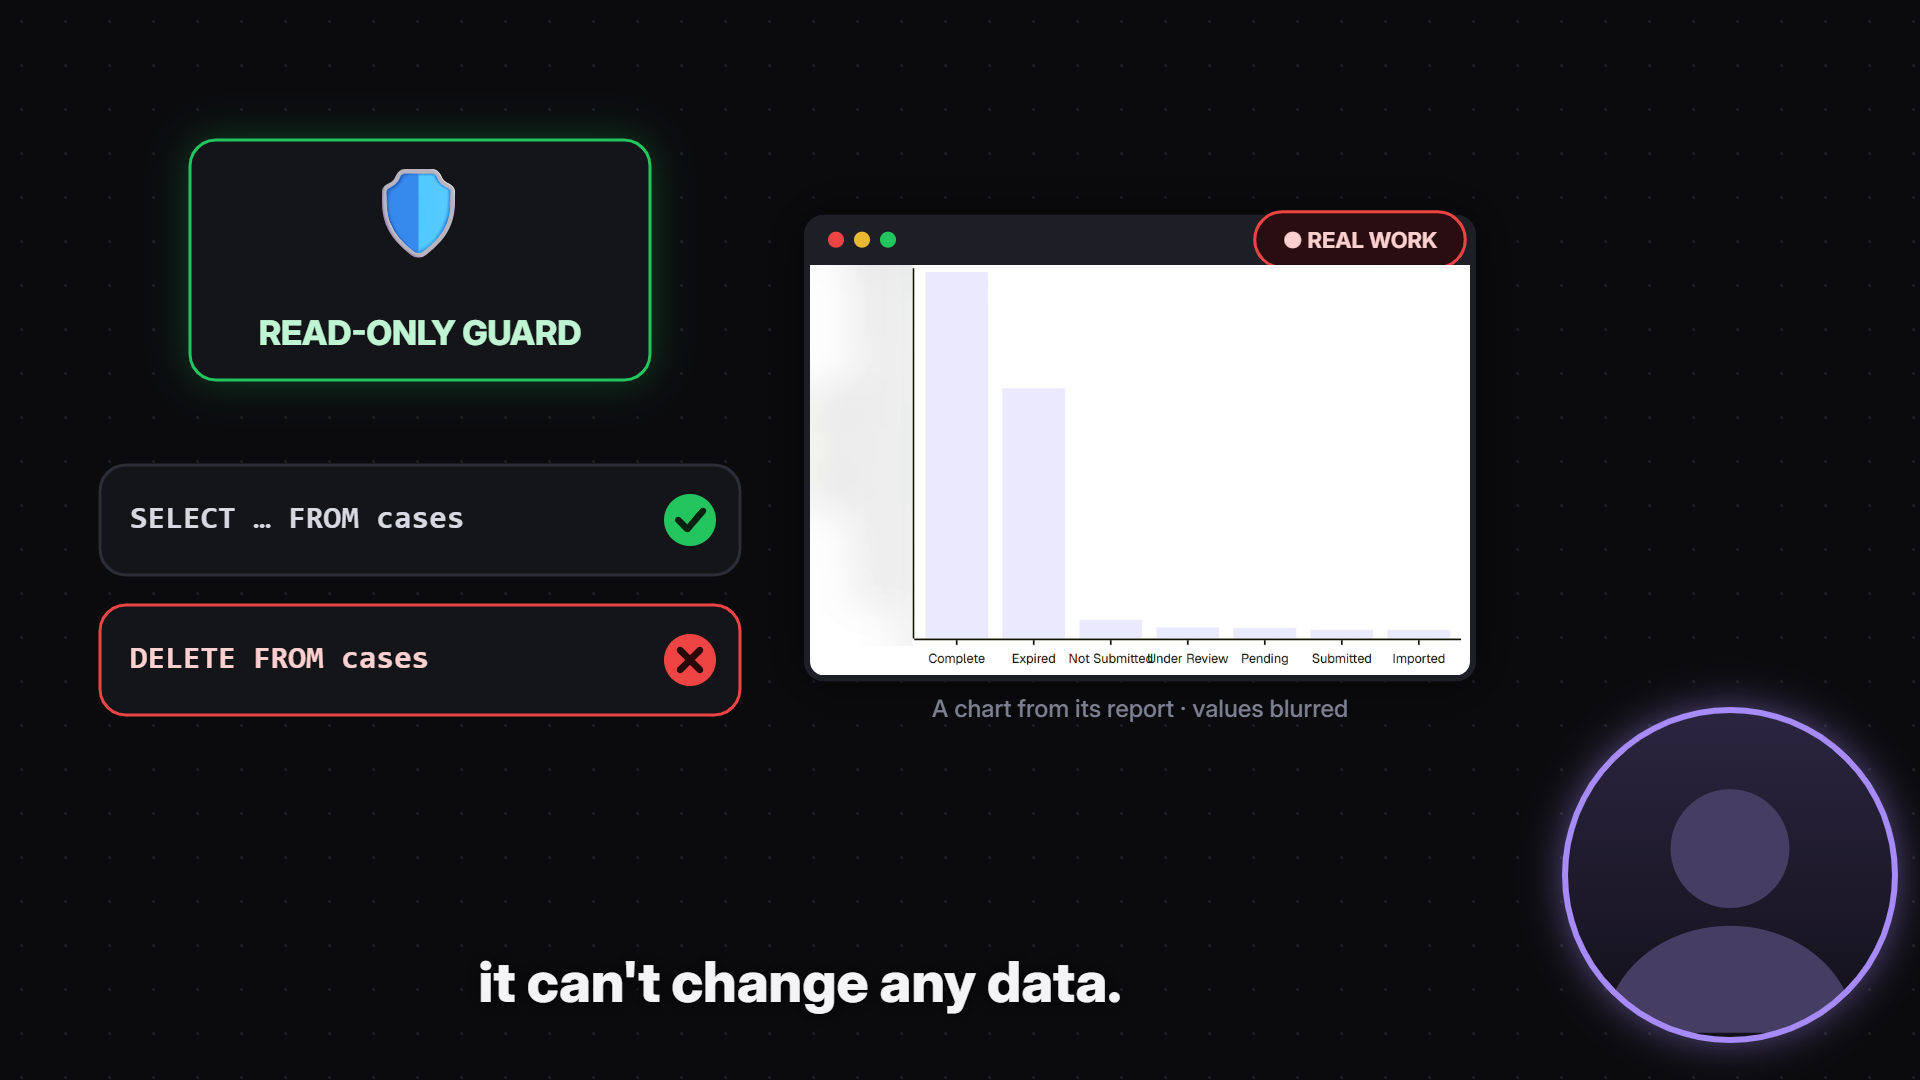 READ-ONLY GUARD
SELECT … FROM cases
DELETE FROM cases
REAL WORK
Complete
Expired
Not Submitted
Under Review
Pending
Submitted
Imported
A chart from its report · values blurred
it can't change any data.